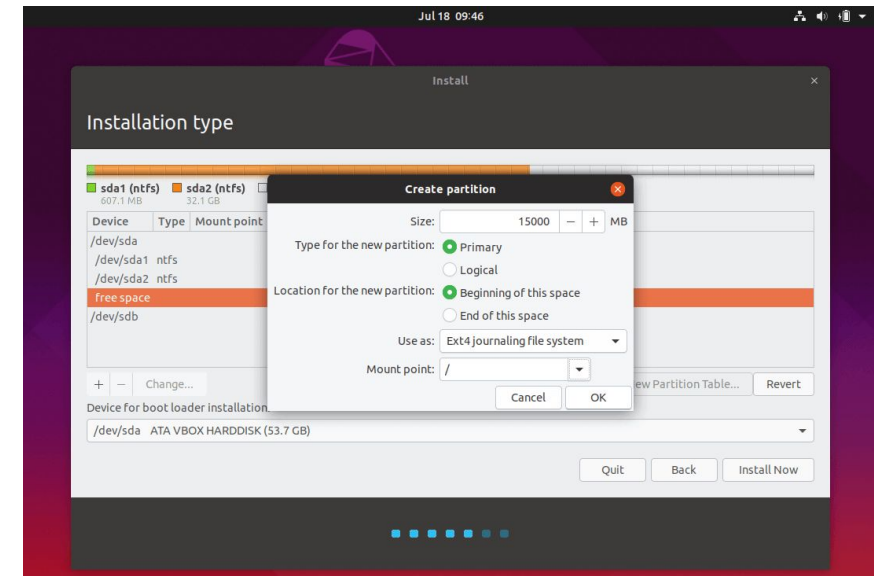 Jul 18 09:46
Install
Installation type
sda1 (ntfs) sda2 (ntfs)
607.1 MB 32.1 GB
Create partition
Size: 15000 MB
Type for the new partition: Primary
Logical
Location for the new partition: Beginning of this space
End of this space
Use as: Ext4 journaling file system
Mount point: /
Cancel OK
Device Type Mount point
/dev/sda
/dev/sda1 ntfs
/dev/sda2 ntfs
free space
/dev/sdb
+ − Change... ew Partition Table... Revert
Device for boot loader installation
/dev/sda ATA VBOX HARDDISK (53.7 GB)
Quit Back Install Now